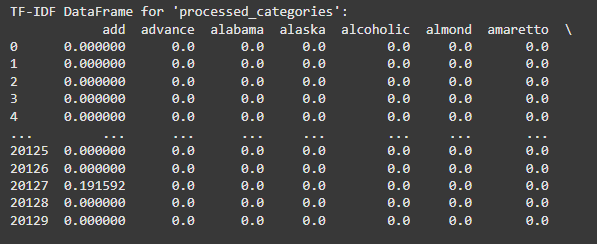 TF-IDF DataFrame for 'processed_categories':
add advance alabama alaska alcoholic almond amaretto \
0 0.000000 0.0 0.0 0.0 0.0 0.0 0.0
1 0.000000 0.0 0.0 0.0 0.0 0.0 0.0
2 0.000000 0.0 0.0 0.0 0.0 0.0 0.0
3 0.000000 0.0 0.0 0.0 0.0 0.0 0.0
4 0.000000 0.0 0.0 0.0 0.0 0.0 0.0
... ... ... ... ... ... ... ...
20125 0.000000 0.0 0.0 0.0 0.0 0.0 0.0
20126 0.000000 0.0 0.0 0.0 0.0 0.0 0.0
20127 0.191592 0.0 0.0 0.0 0.0 0.0 0.0
20128 0.000000 0.0 0.0 0.0 0.0 0.0 0.0
20129 0.000000 0.0 0.0 0.0 0.0 0.0 0.0